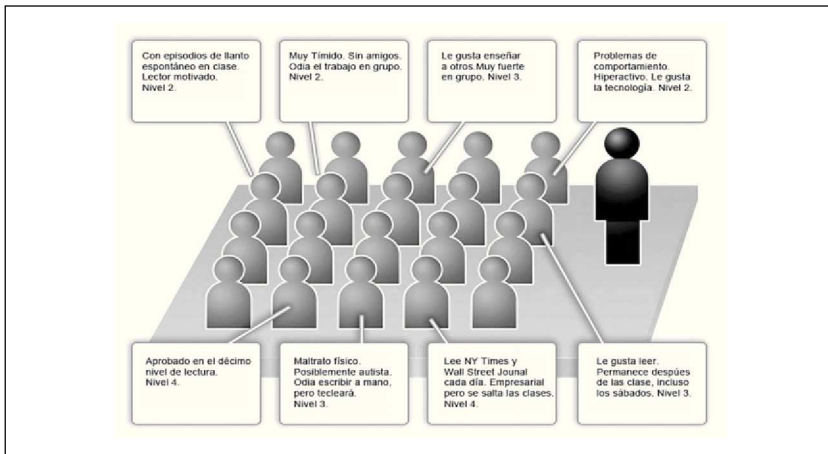 Con episodios de llanto
espontáneo en clase.
Lector motivado.
Nivel 2.
Muy Tímido. Sin amigos.
Odia el trabajo en grupo.
Nivel 2.
Le gusta enseñar
a otros.Muy fuerte
en grupo. Nivel 3.
Problemas de
comportamiento.
Hiperactivo. Le gusta
la tecnología. Nivel 2.
Aprobado en el décimo
nivel de lectura.
Nivel 4.
Maltrato físico.
Posiblemente autista.
Odia escribir a mano,
pero tecleará.
Nivel 3.
Lee NY Times y
Wall Street Jounal
cada día. Empresarial
pero se salta las clases.
Nivel 4.
Le gusta leer.
Permanece despúes
de las clase, incluso
los sábados. Nivel 3.